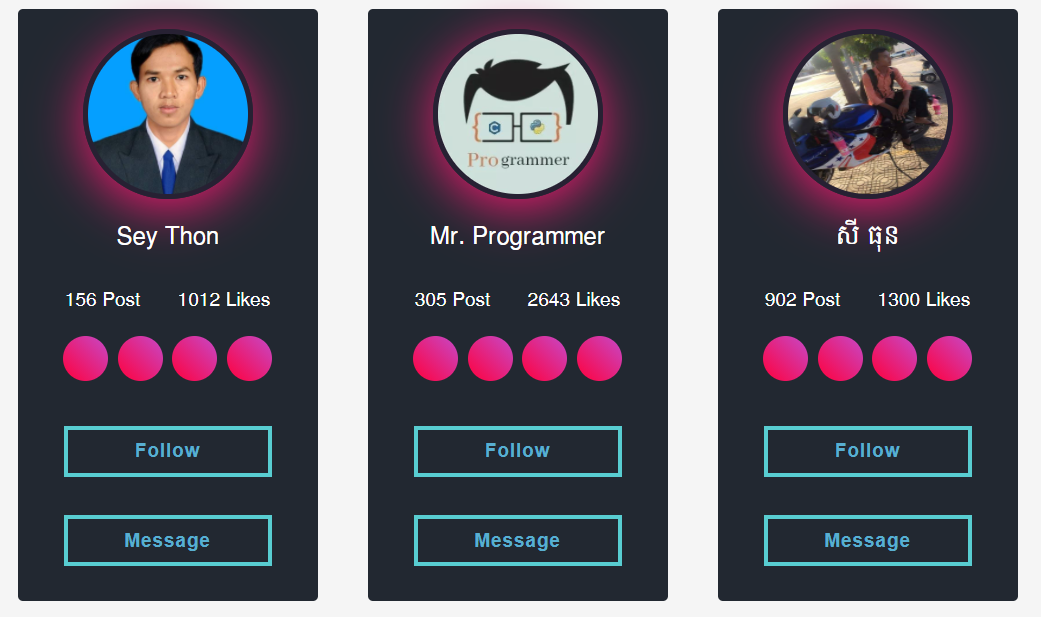 Programmer
Sey Thon
Mr. Programmer
សី ធុន
156 Post 1012 Likes
305 Post 2643 Likes
902 Post 1300 Likes
Follow
Follow
Follow
Message
Message
Message